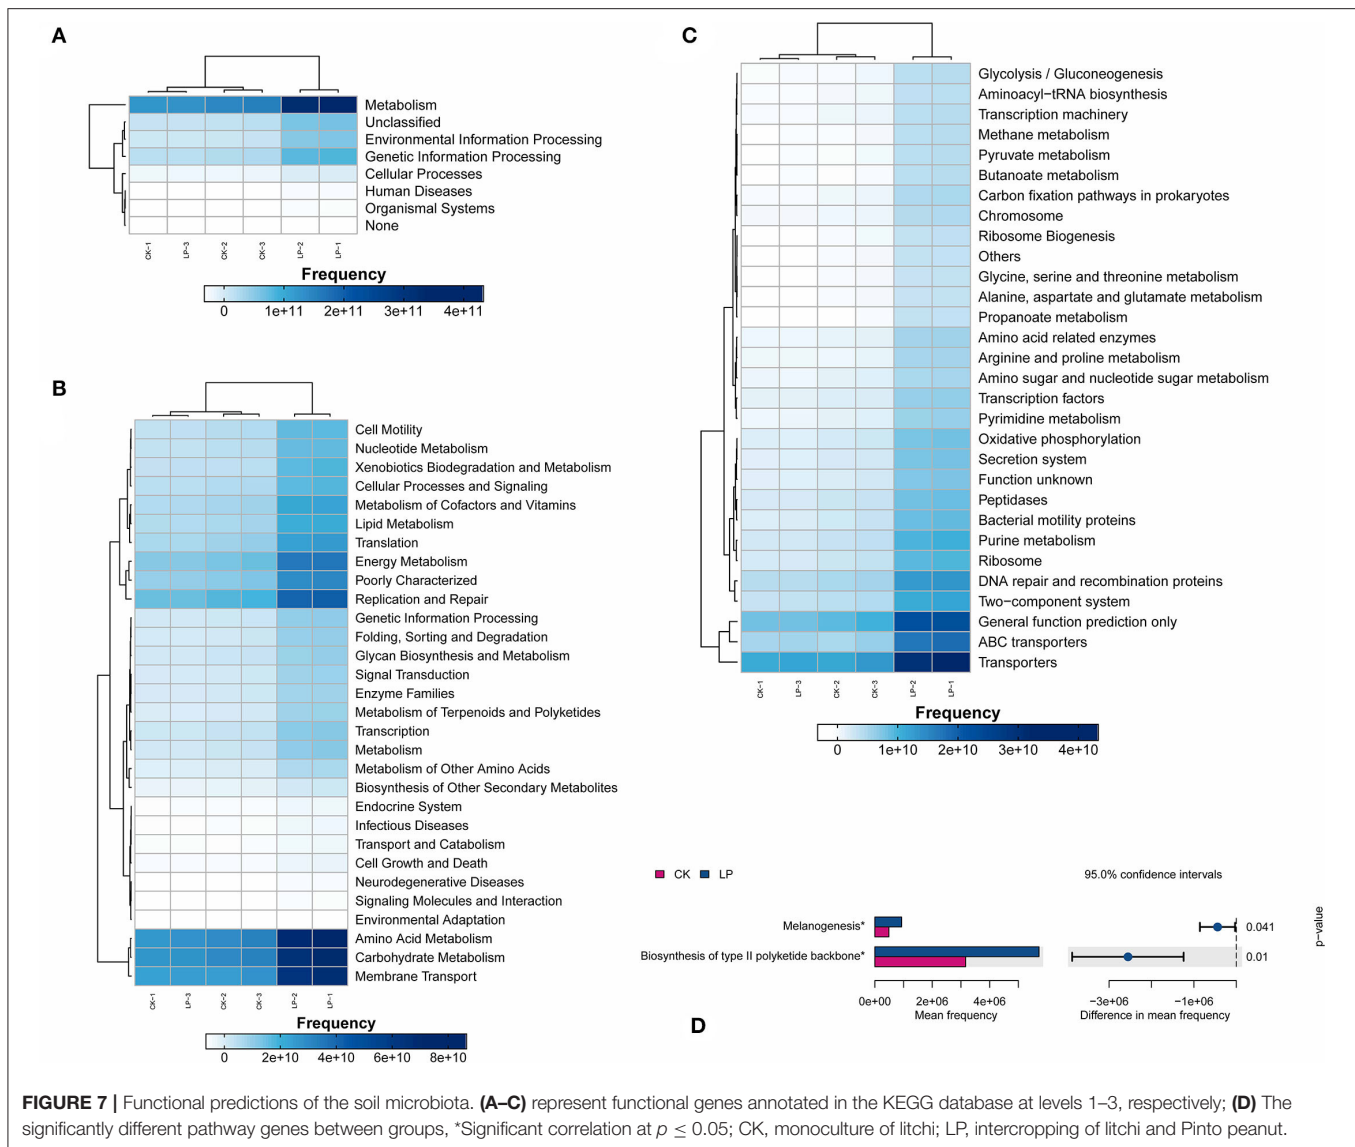 A
Metabolism
Unclassified
Environmental Information Processing
Genetic Information Processing
Cellular Processes
Human Diseases
Organismal Systems
None
CK−1
LP−3
CK−2
CK−3
LP−2
LP−1
Frequency
0 1e+11 2e+11 3e+11 4e+11
B
Cell Motility
Nucleotide Metabolism
Xenobiotics Biodegradation and Metabolism
Cellular Processes and Signaling
Metabolism of Cofactors and Vitamins
Lipid Metabolism
Translation
Energy Metabolism
Poorly Characterized
Replication and Repair
Genetic Information Processing
Folding, Sorting and Degradation
Glycan Biosynthesis and Metabolism
Signal Transduction
Enzyme Families
Metabolism of Terpenoids and Polyketides
Transcription
Metabolism
Metabolism of Other Amino Acids
Biosynthesis of Other Secondary Metabolites
Endocrine System
Infectious Diseases
Transport and Catabolism
Cell Growth and Death
Neurodegenerative Diseases
Signaling Molecules and Interaction
Environmental Adaptation
Amino Acid Metabolism
Carbohydrate Metabolism
Membrane Transport
CK−1
LP−3
CK−2
CK−3
LP−2
LP−1
Frequency
0 2e+10 4e+10 6e+10 8e+10
C
Glycolysis / Gluconeogenesis
Aminoacyl−tRNA biosynthesis
Transcription machinery
Methane metabolism
Pyruvate metabolism
Butanoate metabolism
Carbon fixation pathways in prokaryotes
Chromosome
Ribosome Biogenesis
Others
Glycine, serine and threonine metabolism
Alanine, aspartate and glutamate metabolism
Propanoate metabolism
Amino acid related enzymes
Arginine and proline metabolism
Amino sugar and nucleotide sugar metabolism
Transcription factors
Pyrimidine metabolism
Oxidative phosphorylation
Secretion system
Function unknown
Peptidases
Bacterial motility proteins
Purine metabolism
Ribosome
DNA repair and recombination proteins
Two−component system
General function prediction only
ABC transporters
Transporters
CK−1
LP−3
CK−2
CK−3
LP−2
LP−1
Frequency
0 1e+10 2e+10 3e+10 4e+10
CK LP
95.0% confidence intervals
Melanogenesis*
0.041
Biosynthesis of type II polyketide backbone*
0.01
p−value
0e+00 2e+06 4e+06
Mean frequency
−3e+06 −1e+06
Difference in mean frequency
D
FIGURE 7 | Functional predictions of the soil microbiota. (A–C) represent functional genes annotated in the KEGG database at levels 1–3, respectively; (D) The
significantly different pathway genes between groups, *Significant correlation at p ≤ 0.05; CK, monoculture of litchi; LP, intercropping of litchi and Pinto peanut.